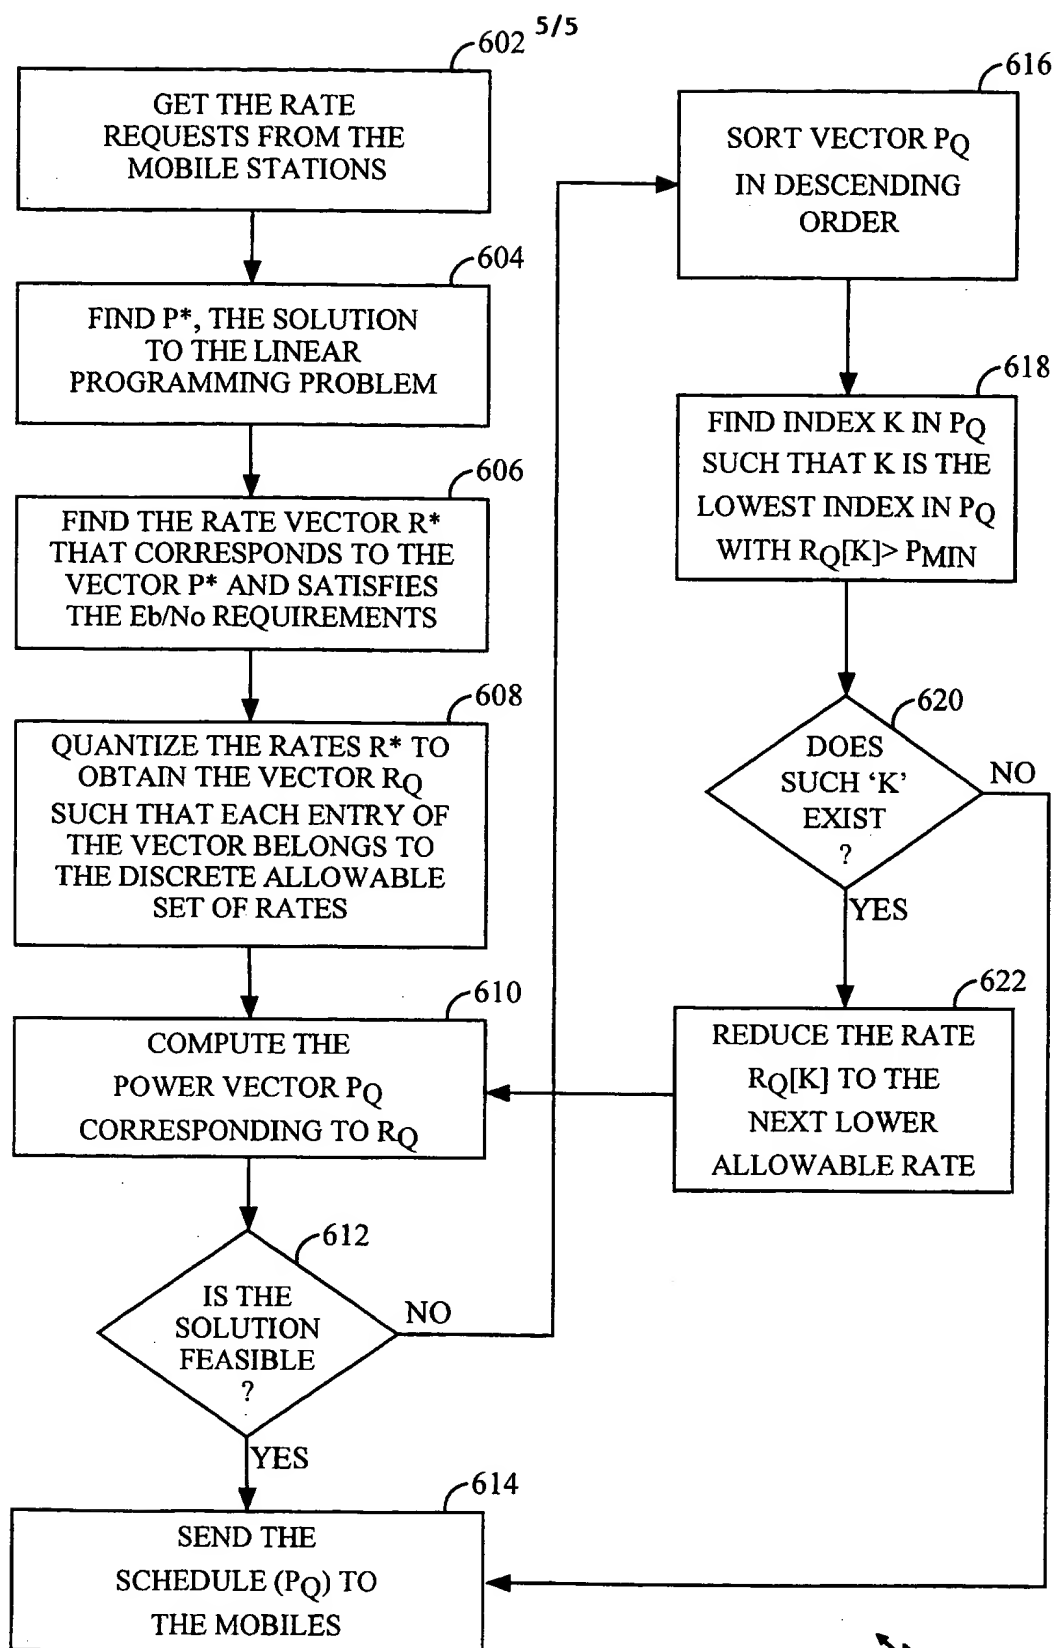 5/5
602
GET THE RATE
REQUESTS FROM THE
MOBILE STATIONS
604
FIND P*, THE SOLUTION
TO THE LINEAR
PROGRAMMING PROBLEM
606
FIND THE RATE VECTOR R*
THAT CORRESPONDS TO THE
VECTOR P* AND SATISFIES
THE Eb/No REQUIREMENTS
608
QUANTIZE THE RATES R* TO
OBTAIN THE VECTOR RQ
SUCH THAT EACH ENTRY OF
THE VECTOR BELONGS TO
THE DISCRETE ALLOWABLE
SET OF RATES
610
COMPUTE THE
POWER VECTOR PQ
CORRESPONDING TO RQ
612
IS THE
SOLUTION
FEASIBLE
?
NO
YES
614
SEND THE
SCHEDULE (PQ) TO
THE MOBILES
616
SORT VECTOR PQ
IN DESCENDING
ORDER
618
FIND INDEX K IN PQ
SUCH THAT K IS THE
LOWEST INDEX IN PQ
WITH RQ[K]> PMIN
620
DOES
SUCH ‘K’
EXIST
?
NO
YES
622
REDUCE THE RATE
RQ[K] TO THE
NEXT LOWER
ALLOWABLE RATE